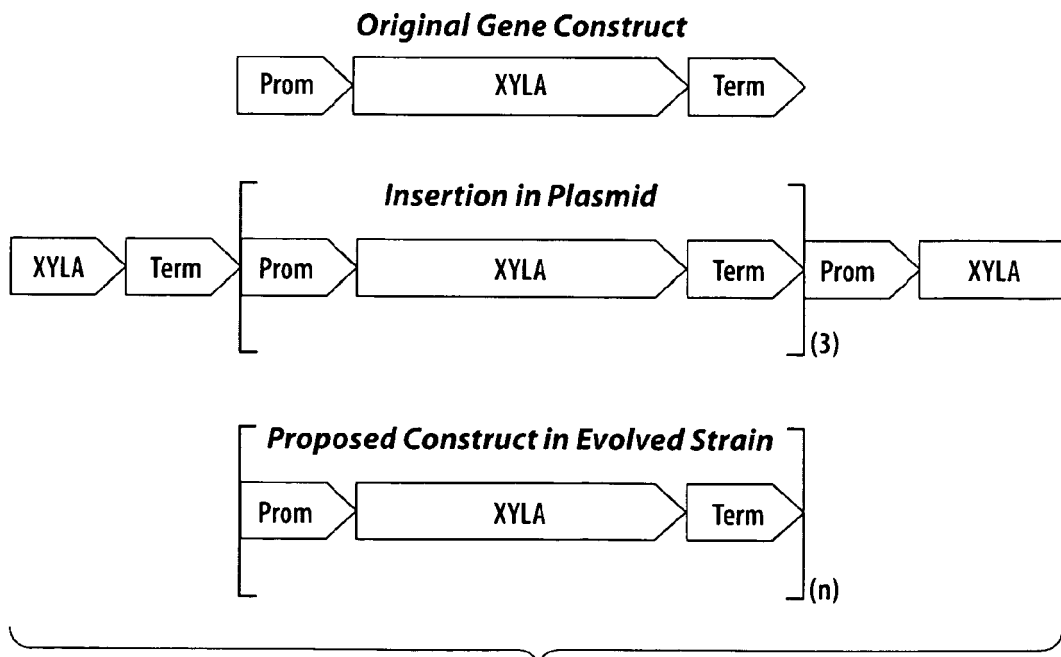 Original Gene Construct
Prom XYLA Term
Insertion in Plasmid
XYLA Term Prom XYLA Term Prom XYLA
(3)
Proposed Construct in Evolved Strain
Prom XYLA Term
(n)